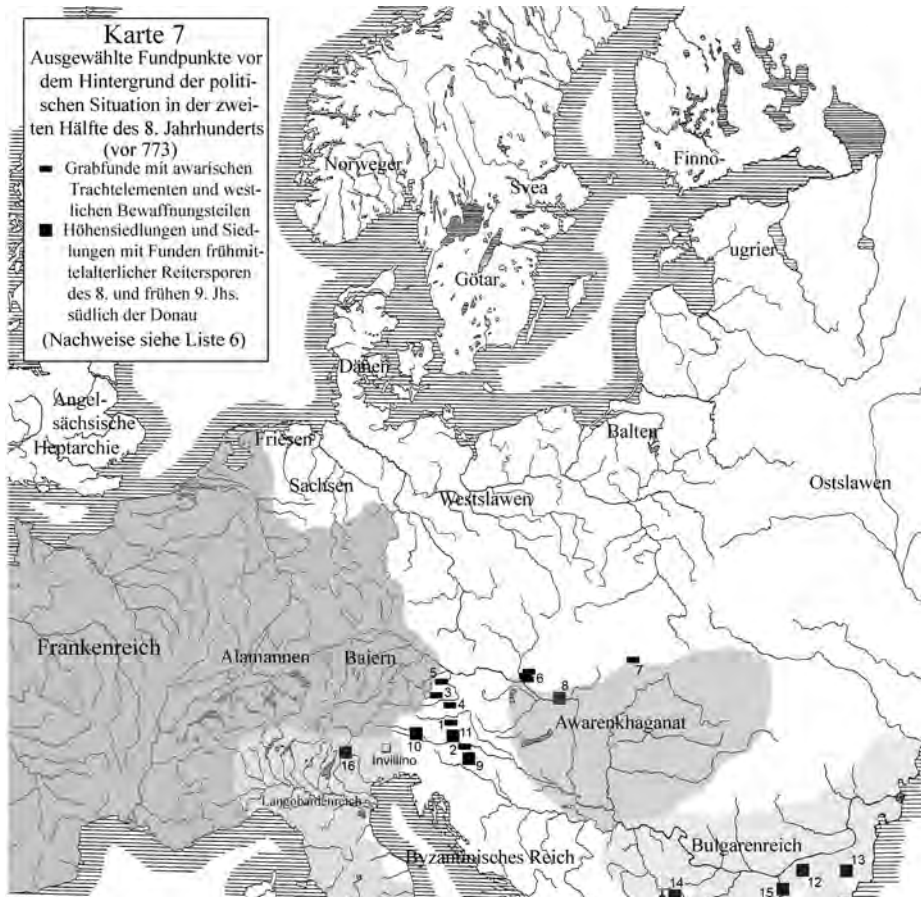 Karte 7
Ausgewählte Fundpunkte vor
dem Hintergrund der politi-
schen Situation in der zwei-
ten Hälfte des 8. Jahrhunderts
(vor 773)
Grabfunde mit awarischen
Trachtelementen und west-
lichen Bewaffnungsteilen
Höhensiedlungen und Sied-
lungen mit Funden frühmit-
telalterlicher Reitersporen
des 8. und frühen 9. Jhs.
südlich der Donau
(Nachweise siehe Liste 6)
Norweger
Svea
Finno-
ugrier
Götar
Dänen
Angel-
sächsische
Heptarchie
Friesen
Sachsen
Balten
Westslawen
Ostslawen
Frankenreich
Alamannen
Baiern
5
3
4
6
7
8
Awarenkhaganat
1
11
10
2
9
16
Invillino
Langobardenreich
Byzantinisches Reich
Bulgarenreich
14
15
12
13